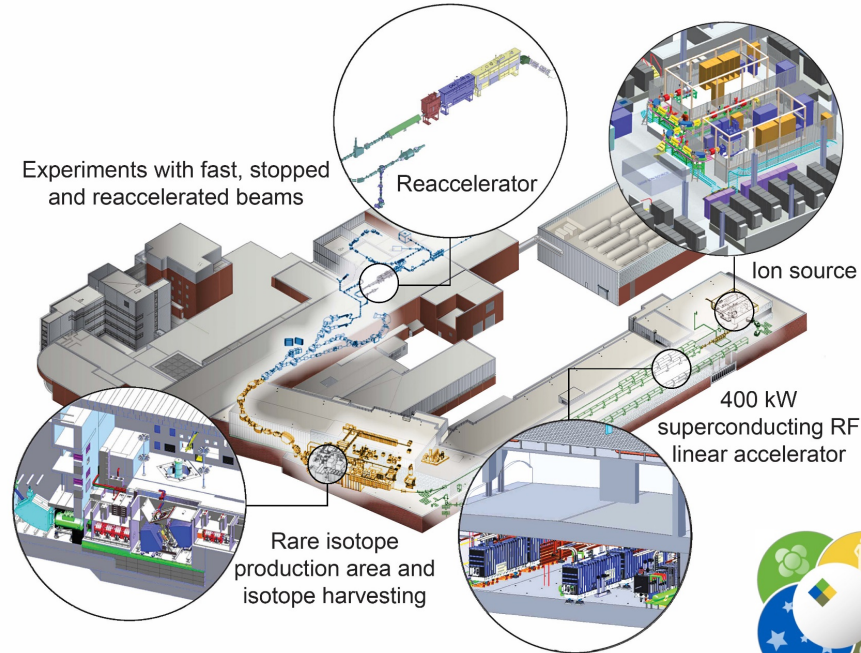 Experiments with fast, stopped
and reaccelerated beams
Reaccelerator
Ion source
400 kW
superconducting RF
linear accelerator
Rare isotope
production area and
isotope harvesting